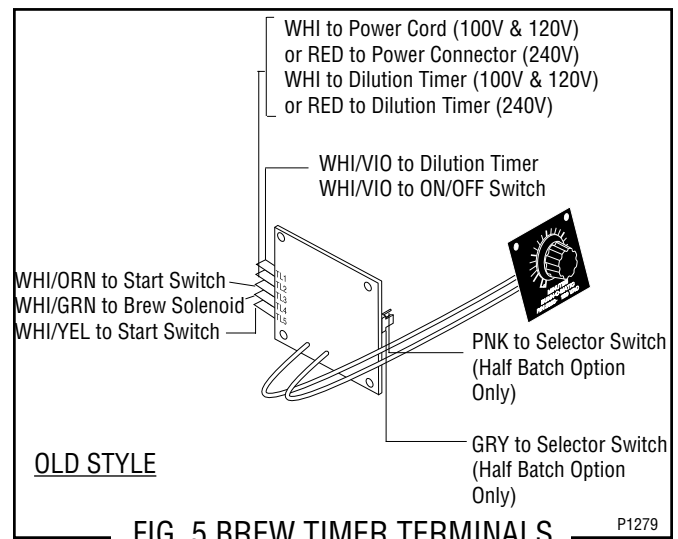 WHI to Power Cord (100V & 120V)
or RED to Power Connector (240V)
WHI to Dilution Timer (100V & 120V)
or RED to Dilution Timer (240V)
WHI/VIO to Dilution Timer
WHI/VIO to ON/OFF Switch
TL1
TL2
TL3
TL4
TL5
WHI/ORN to Start Switch
WHI/GRN to Brew Solenoid
WHI/YEL to Start Switch
MINUTES
PNK to Selector Switch
(Half Batch Option
Only)
GRY to Selector Switch
(Half Batch Option
Only)
OLD STYLE
FIG. 5 BREW TIMER TERMINALS
P1279